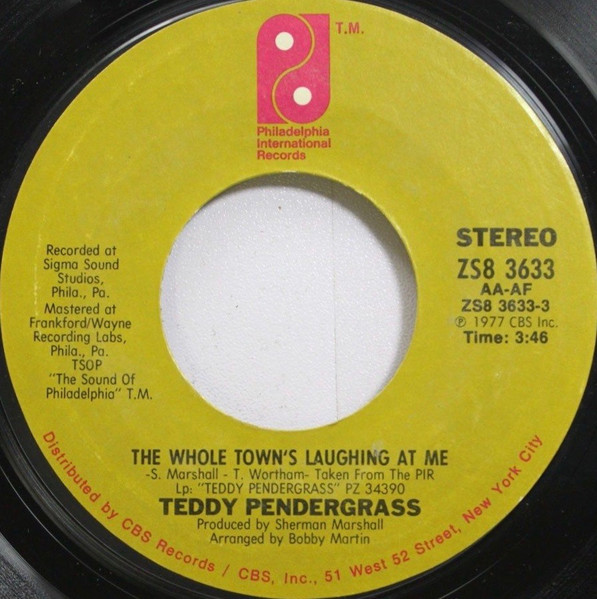 T.M.
Philadelphia
International
Records
Recorded at
Sigma Sound
Studios,
Phila., Pa.
Mastered at
Frankford/Wayne
Recording Labs,
Phila., Pa.
TSOP
"The Sound Of
Philadelphia" T.M.
STEREO
ZS8 3633
AA-AF
ZS8 3633-3
℗ 1977 CBS Inc.
Time: 3:46
THE WHOLE TOWN'S LAUGHING AT ME
-S. Marshall - T. Wortham- Taken From The PIR
Lp: "TEDDY PENDERGRASS" PZ 34390
TEDDY PENDERGRASS
Produced by Sherman Marshall
Arranged by Bobby Martin
Distributed by CBS Records / CBS, Inc., 51 West 52 Street, New York City